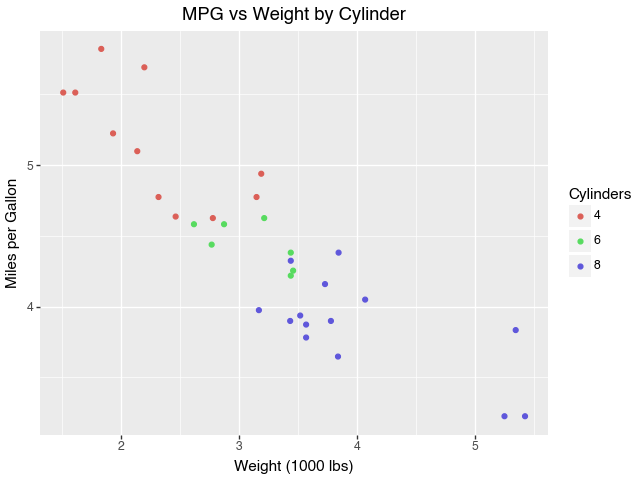 MPG vs Weight by Cylinder
Miles per Gallon
5
4
2 3 4 5
Weight (1000 lbs)
Cylinders
4
6
8